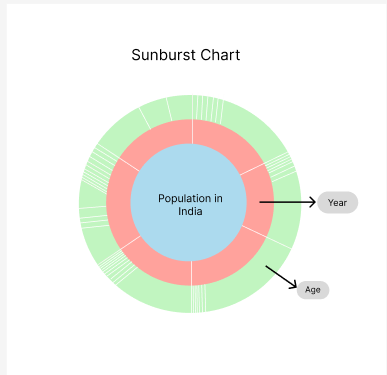 Sunburst Chart
Population in
India
Year
Age